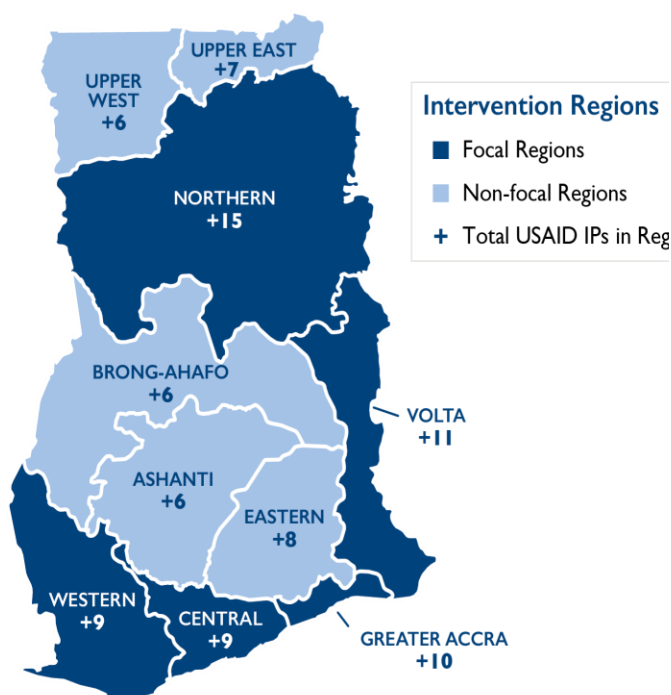 UPPER EAST
+7
UPPER
WEST
+6
Intervention Regions
Focal Regions
Non-focal Regions
+ Total USAID IPs in Reg
NORTHERN
+15
BRONG-AHAFO
+6
VOLTA
+11
ASHANTI
+6
EASTERN
+8
WESTERN
+9
CENTRAL
+9
GREATER ACCRA
+10